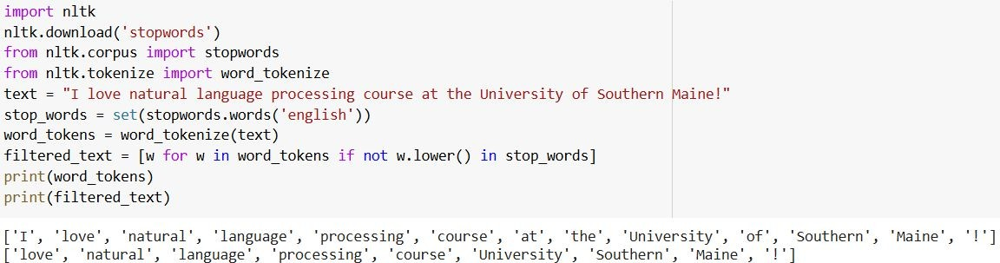 import nltk
nltk.download('stopwords')
from nltk.corpus import stopwords
from nltk.tokenize import word_tokenize
text = "I love natural language processing course at the University of Southern Maine!"
stop_words = set(stopwords.words('english'))
word_tokens = word_tokenize(text)
filtered_text = [w for w in word_tokens if not w.lower() in stop_words]
print(word_tokens)
print(filtered_text)
['I', 'love', 'natural', 'language', 'processing', 'course', 'at', 'the', 'University', 'of', 'Southern', 'Maine', '!']
['love', 'natural', 'language', 'processing', 'course', 'University', 'Southern', 'Maine', '!']